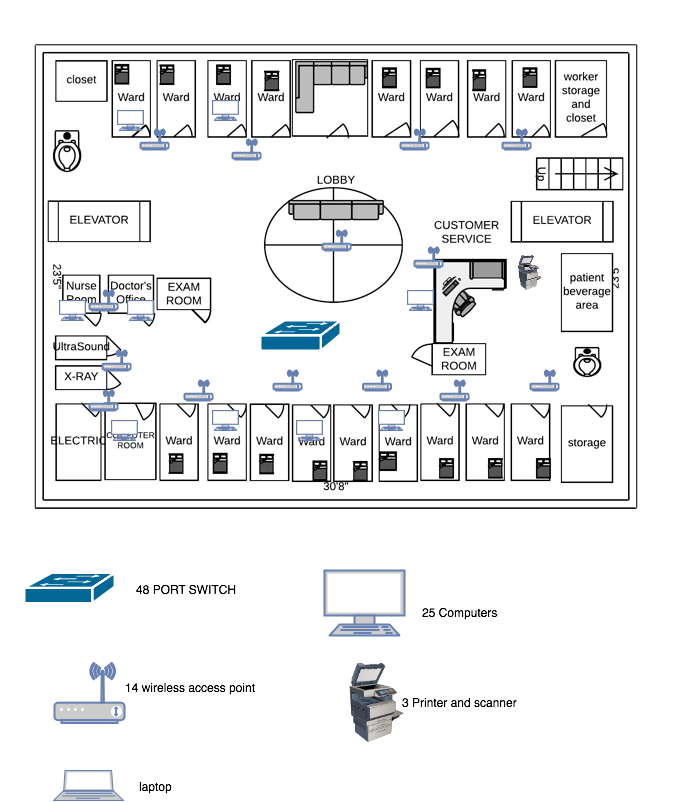 closet
Ward
Ward
Ward
Ward
Ward
Ward
Ward
Ward
worker
storage
and
closet
Up
LOBBY
ELEVATOR
CUSTOMER
SERVICE
ELEVATOR
23'5"
Nurse
Room
Doctor's
Office
EXAM
ROOM
patient
beverage
area
23'5
UltraSound
X-RAY
EXAM
ROOM
ELECTRIC
ROOM
Ward
Ward
Ward
Ward
Ward
Ward
Ward
Ward
Ward
storage
30'8"
48 PORT SWITCH
25 Computers
14 wireless access point
3 Printer and scanner
laptop